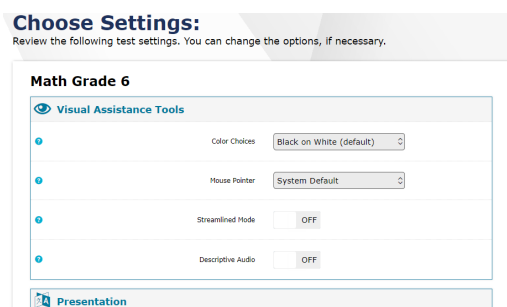 Choose Settings:
Review the following test settings. You can change the options, if necessary.
Math Grade 6
Visual Assistance Tools
Color Choices Black on White (default)
Mouse Pointer System Default
Streamlined Mode OFF
Descriptive Audio OFF
Presentation